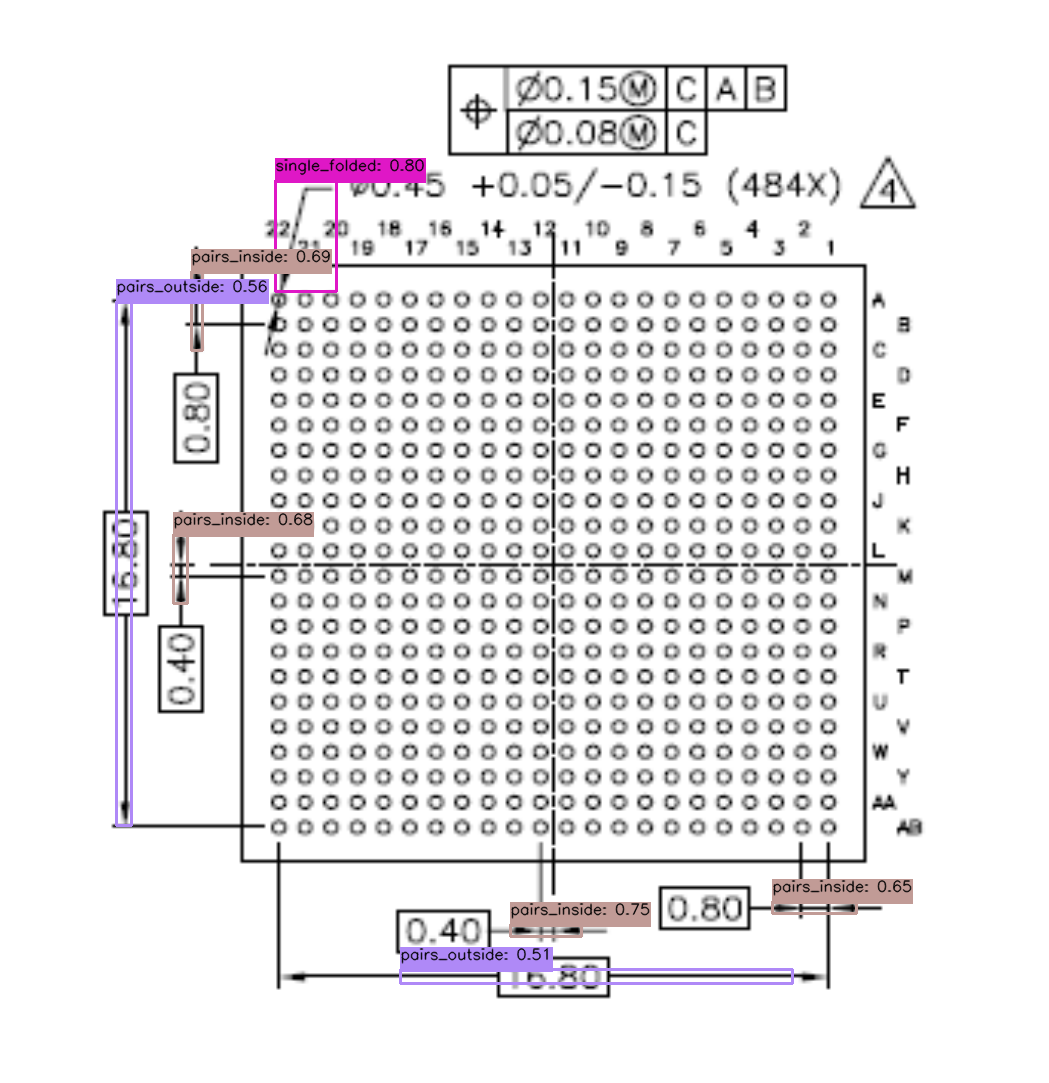 Ø0.15Ⓜ C A B
Ø0.08Ⓜ C
single_folded: 0.80
Ø0.45 +0.05/-0.15 (484X) 4
22 20 18 16 14 12 10 8 6 4 2
21 19 17 15 13 11 9 7 5 3 1
pairs_inside: 0.69
pairs_outside: 0.56
A
B
C
D
0.80
E
F
G
H
J
pairs_inside: 0.68
K
L
16.80
M
N
P
0.40
R
T
U
V
W
Y
AA
AB
pairs_inside: 0.65
0.80
pairs_inside: 0.75
0.40
pairs_outside: 0.51
16.80